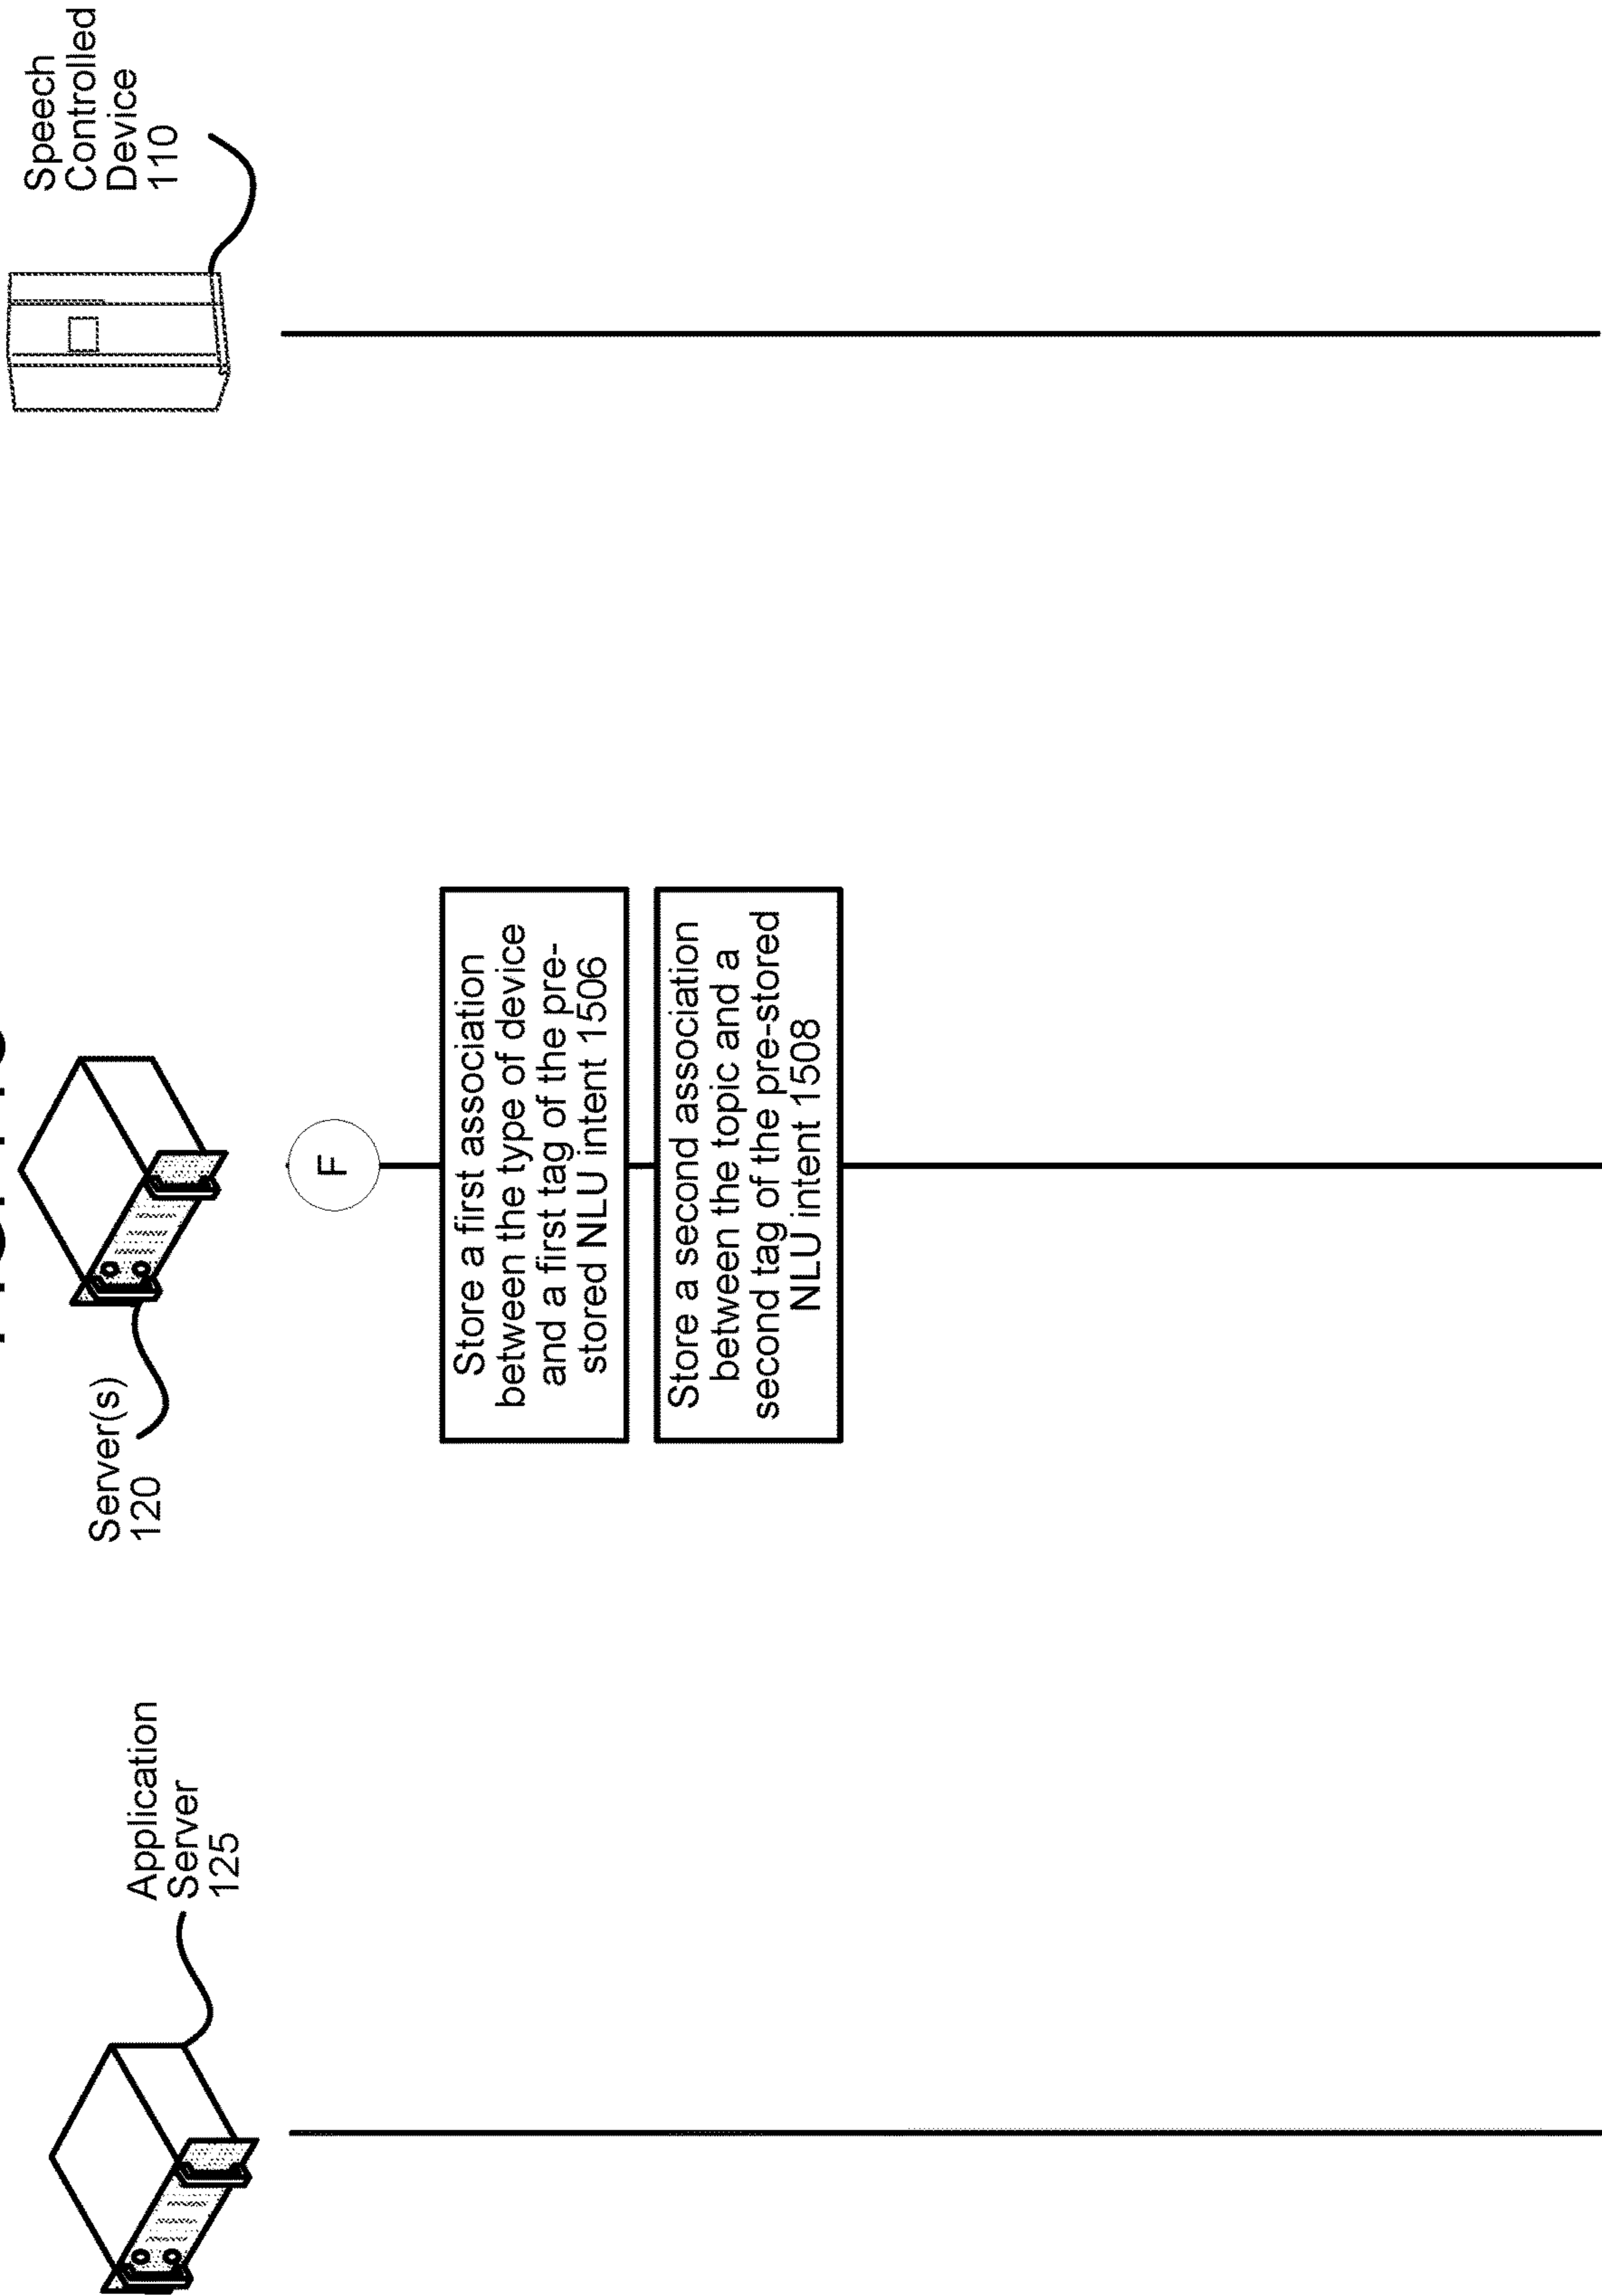 Application
Server
125
Server(s)
120
Speech
Controlled
Device
110
F
Store a first association
between the type of device
and a first tag of the pre-
stored NLU intent 1506
Store a second association
between the topic and a
second tag of the pre-stored
NLU intent 1508